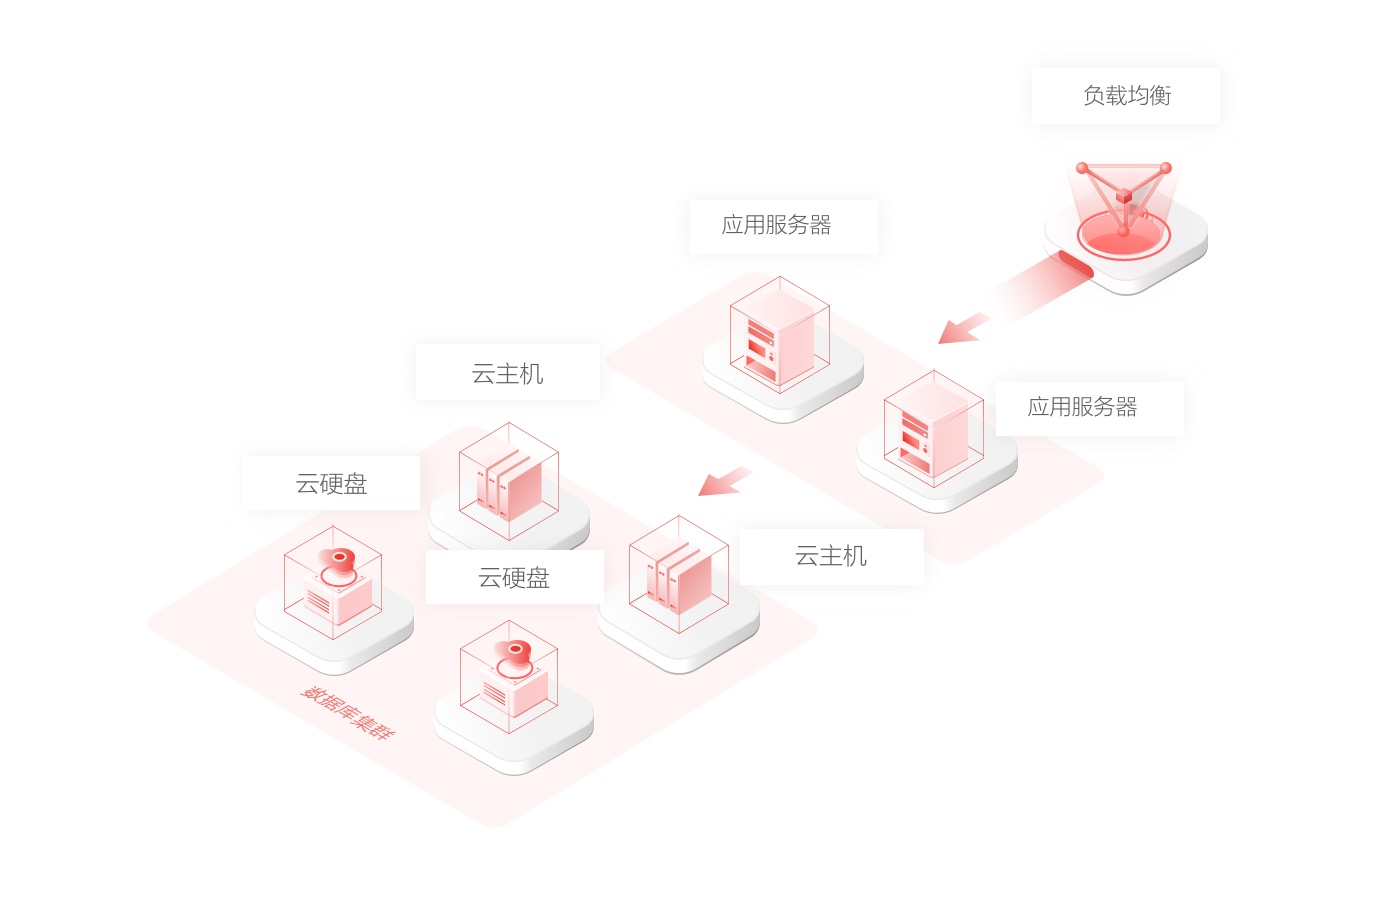 负载均衡
应用服务器
云主机
应用服务器
云硬盘
云主机
云硬盘
数据库集群